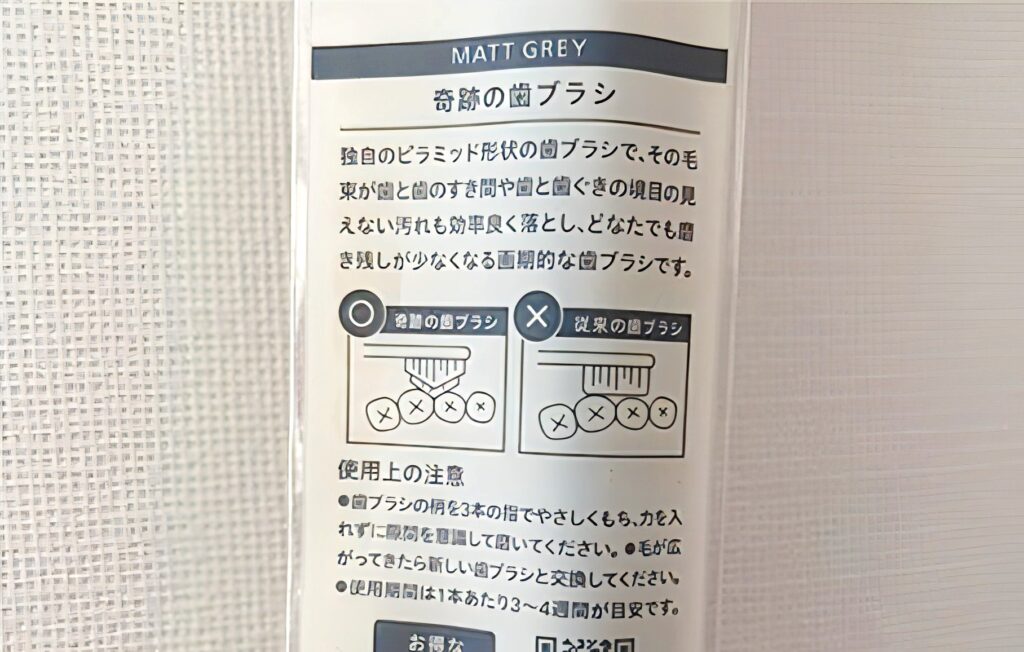 MATT GREY
奇跡の歯ブラシ
独自のピラミッド形状の歯ブラシで、その毛
束が歯と歯のすき間や歯と歯ぐきの境目の見
えない汚れも効率良く落とし、どなたでも磨
き残しが少なくなる画期的な歯ブラシです。
奇跡の歯ブラシ
従来の歯ブラシ
使用上の注意
●歯ブラシの柄を3本の指でやさしくもち、力を入
れずに隙間を意識して磨いてください。●毛が広
がってきたら新しい歯ブラシと交換してください。
●使用期間は1本あたり3〜4週間が目安です。
お得な